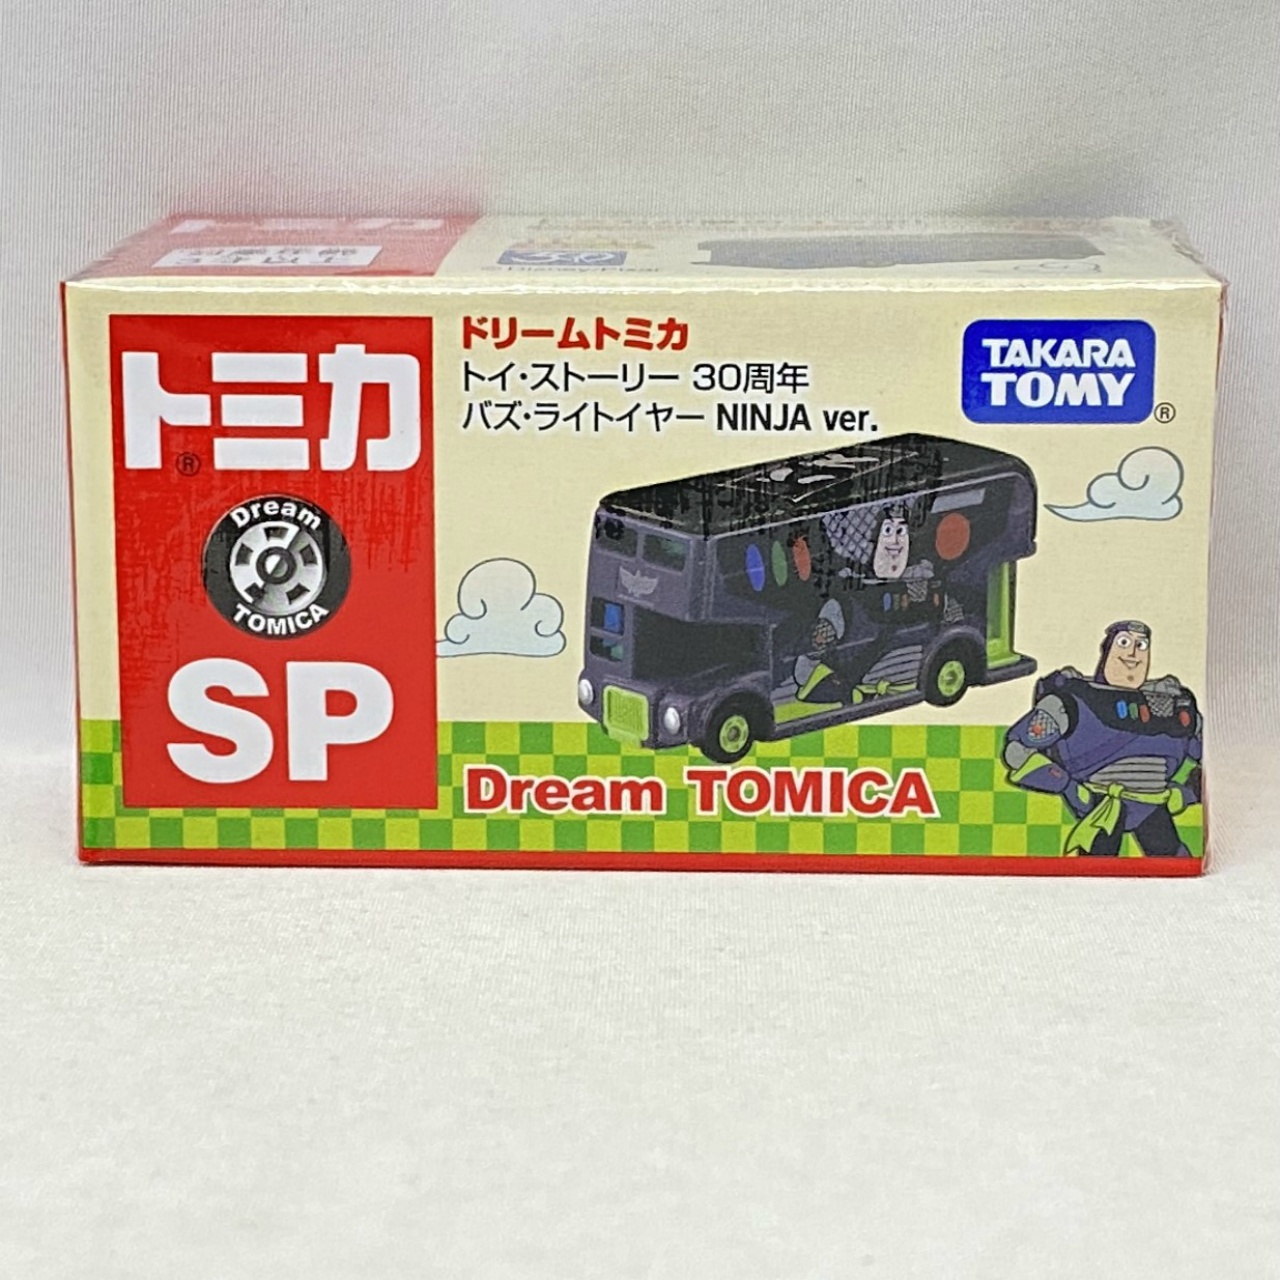 © Disney/Pixar
トミカ
®
Dream
TOMICA
SP
ドリームトミカ
トイ・ストーリー 30周年
バズ・ライトイヤー NINJA ver.
TAKARA
TOMY
®
Dream TOMICA